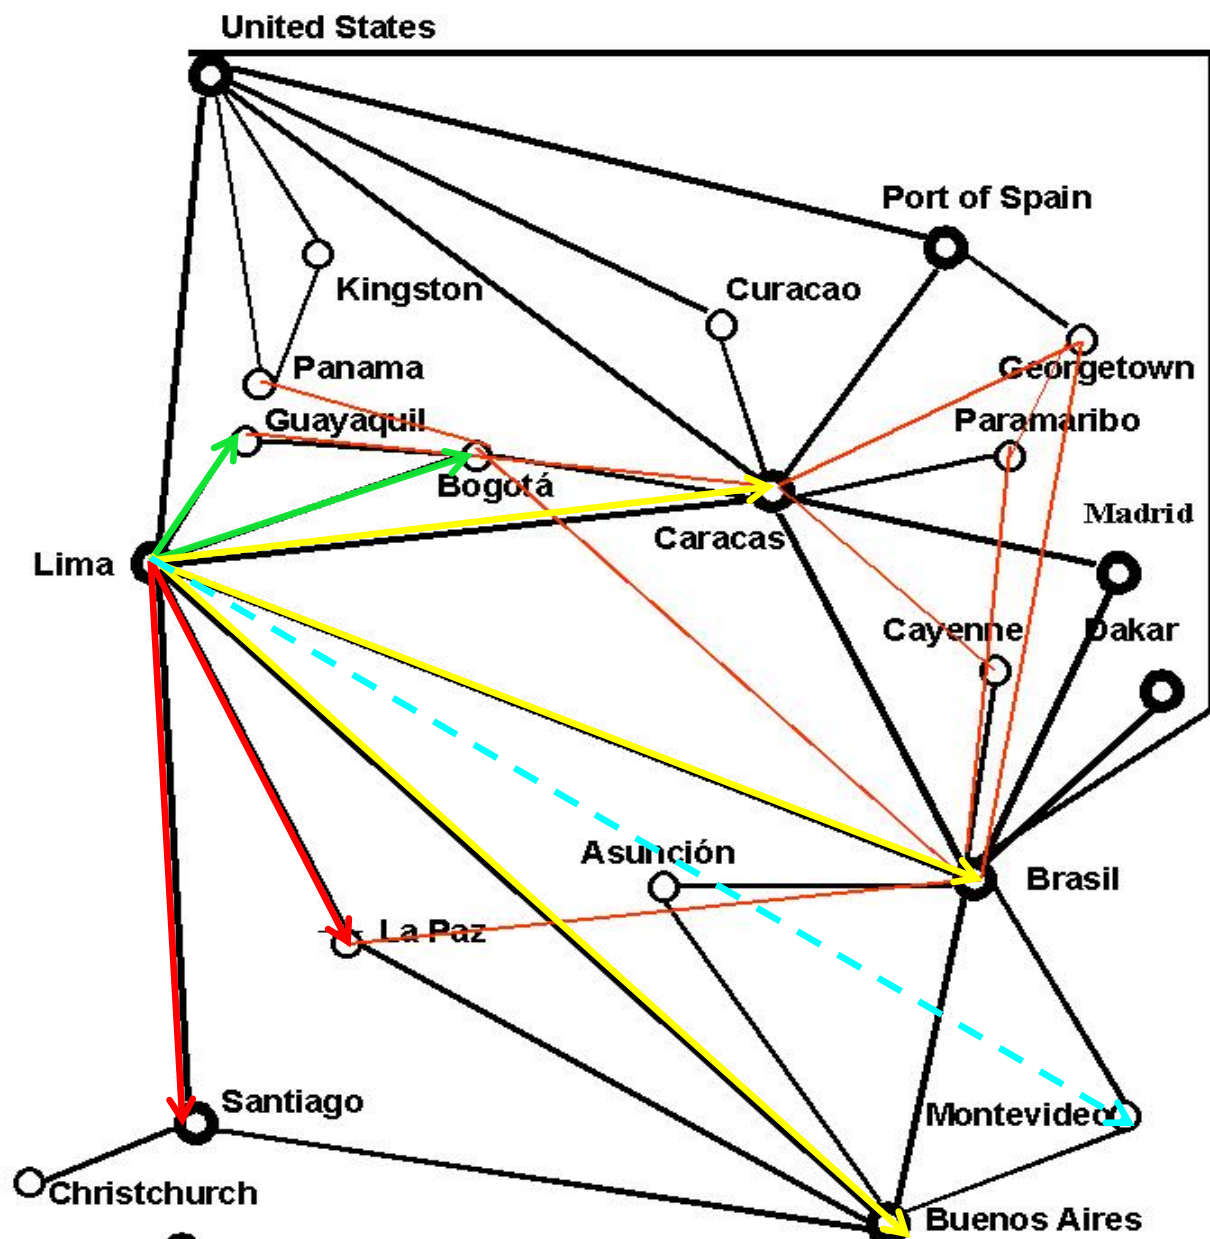 United States
Port of Spain
Kingston
Curacao
Panama
Georgetown
Guayaquil
Paramaribo
Bogotá
Madrid
Caracas
Lima
Cayenne
Dakar
Asunción
Brasil
La Paz
Santiago
Montevideo
Christchurch
Buenos Aires